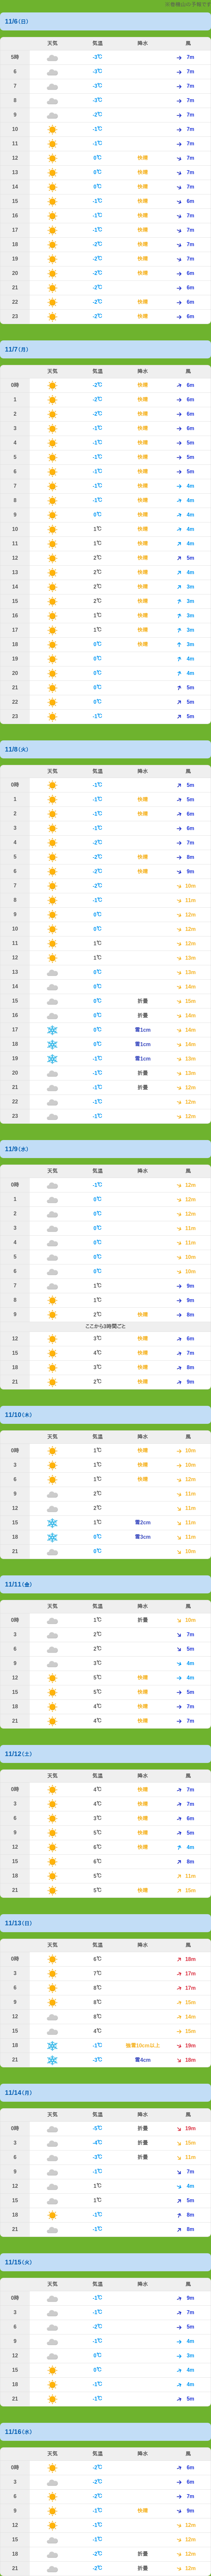 ※南横山の予報です
11/6(日)
天気 気温 降水 風
5時 -3℃ 7m
6 -3℃ 7m
7 -3℃ 7m
8 -3℃ 7m
9 -2℃ 7m
10 -1℃ 7m
11 -1℃ 7m
12 0℃ 快晴 7m
13 0℃ 快晴 7m
14 0℃ 快晴 7m
15 -1℃ 快晴 6m
16 -1℃ 快晴 7m
17 -1℃ 快晴 7m
18 -2℃ 快晴 7m
19 -2℃ 快晴 7m
20 -2℃ 快晴 6m
21 -2℃ 6m
22 -2℃ 快晴 6m
23 -2℃ 快晴 6m
11/7(月)
天気 気温 降水 風
0時 -2℃ 快晴 6m
1 -2℃ 快晴 6m
2 -2℃ 快晴 6m
3 -1℃ 快晴 6m
4 -1℃ 快晴 5m
5 -1℃ 快晴 5m
6 -1℃ 快晴 5m
7 -1℃ 快晴 4m
8 -1℃ 快晴 4m
9 0℃ 快晴 4m
10 1℃ 快晴 4m
11 1℃ 快晴 4m
12 2℃ 快晴 5m
13 2℃ 快晴 4m
14 2℃ 快晴 3m
15 2℃ 快晴 3m
16 1℃ 快晴 3m
17 1℃ 快晴 3m
18 0℃ 快晴 3m
19 0℃ 4m
20 0℃ 4m
21 0℃ 5m
22 0℃ 5m
23 -1℃ 5m
11/8(火)
天気 気温 降水 風
0時 -1℃ 5m
1 -1℃ 快晴 5m
2 -1℃ 快晴 6m
3 -1℃ 6m
4 -2℃ 7m
5 -2℃ 快晴 8m
6 -2℃ 快晴 9m
7 -2℃ 10m
8 -1℃ 11m
9 0℃ 12m
10 0℃ 12m
11 1℃ 12m
12 1℃ 13m
13 0℃ 13m
14 0℃ 14m
15 0℃ 折畳 15m
16 0℃ 折畳 14m
17 0℃ 雪1cm 14m
18 0℃ 雪1cm 14m
19 -1℃ 雪1cm 13m
20 -1℃ 折畳 13m
21 -1℃ 折畳 12m
22 -1℃ 12m
23 -1℃ 12m
11/9(水)
天気 気温 降水 風
0時 -1℃ 12m
1 0℃ 12m
2 0℃ 12m
3 0℃ 11m
4 0℃ 11m
5 0℃ 10m
6 0℃ 10m
7 1℃ 9m
8 1℃ 9m
9 2℃ 快晴 8m
ここから3時間ごと
12 3℃ 快晴 6m
15 4℃ 快晴 7m
18 3℃ 快晴 8m
21 2℃ 快晴 9m
11/10(木)
天気 気温 降水 風
0時 1℃ 快晴 10m
3 1℃ 快晴 10m
6 1℃ 快晴 12m
9 2℃ 11m
12 2℃ 11m
15 1℃ 雪2cm 11m
18 0℃ 雪3cm 11m
21 0℃ 10m
11/11(金)
天気 気温 降水 風
0時 1℃ 折畳 10m
3 2℃ 7m
6 2℃ 5m
9 3℃ 4m
12 5℃ 快晴 4m
15 5℃ 快晴 5m
18 4℃ 快晴 7m
21 4℃ 快晴 7m
11/12(土)
天気 気温 降水 風
0時 4℃ 快晴 7m
3 4℃ 快晴 7m
6 3℃ 快晴 6m
9 5℃ 快晴 5m
12 6℃ 快晴 4m
15 6℃ 8m
18 5℃ 11m
21 5℃ 快晴 15m
11/13(日)
天気 気温 降水 風
0時 6℃ 18m
3 7℃ 17m
6 8℃ 17m
9 8℃ 15m
12 8℃ 14m
15 4℃ 15m
18 -1℃ 強雪10cm以上 19m
21 -3℃ 雪4cm 18m
11/14(月)
天気 気温 降水 風
0時 -5℃ 折畳 19m
3 -4℃ 折畳 15m
6 -3℃ 折畳 11m
9 -1℃ 7m
12 1℃ 4m
15 1℃ 5m
18 -1℃ 8m
21 -1℃ 8m
11/15(火)
天気 気温 降水 風
0時 -1℃ 9m
3 -1℃ 7m
6 -2℃ 5m
9 -1℃ 4m
12 0℃ 3m
15 0℃ 4m
18 -1℃ 4m
21 -1℃ 5m
11/16(水)
天気 気温 降水 風
0時 -2℃ 6m
3 -2℃ 6m
6 -2℃ 7m
9 -1℃ 快晴 9m
12 -1℃ 12m
15 -1℃ 12m
18 -2℃ 折畳 12m
21 -2℃ 折畳 12m